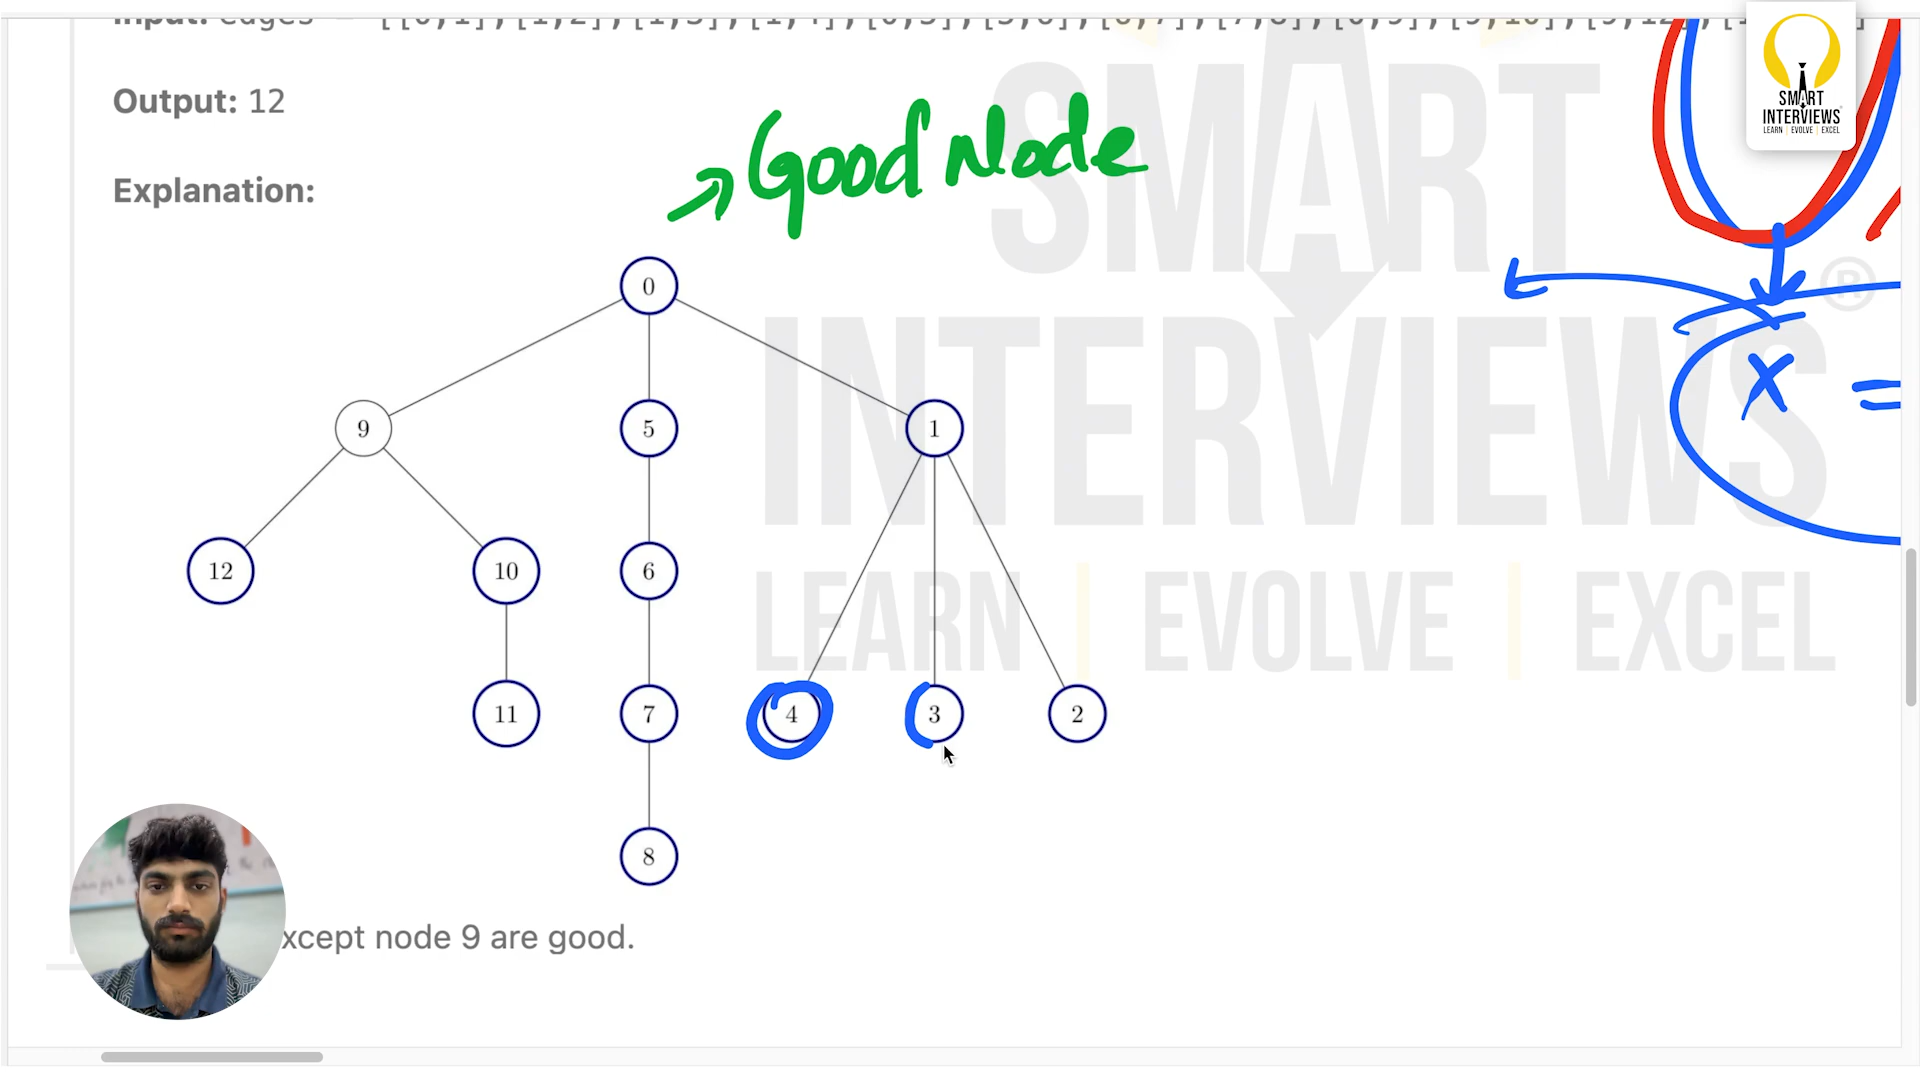 Output: 12
Good Node
Explanation:
0
9
5
1
12
10
6
11
7
4
3
2
8
xcept node 9 are good.
x =
SMART
INTERVIEWS
LEARN | EVOLVE | EXCEL
SMART
INTERVIEWS
LEARN | EVOLVE | EXCEL
®